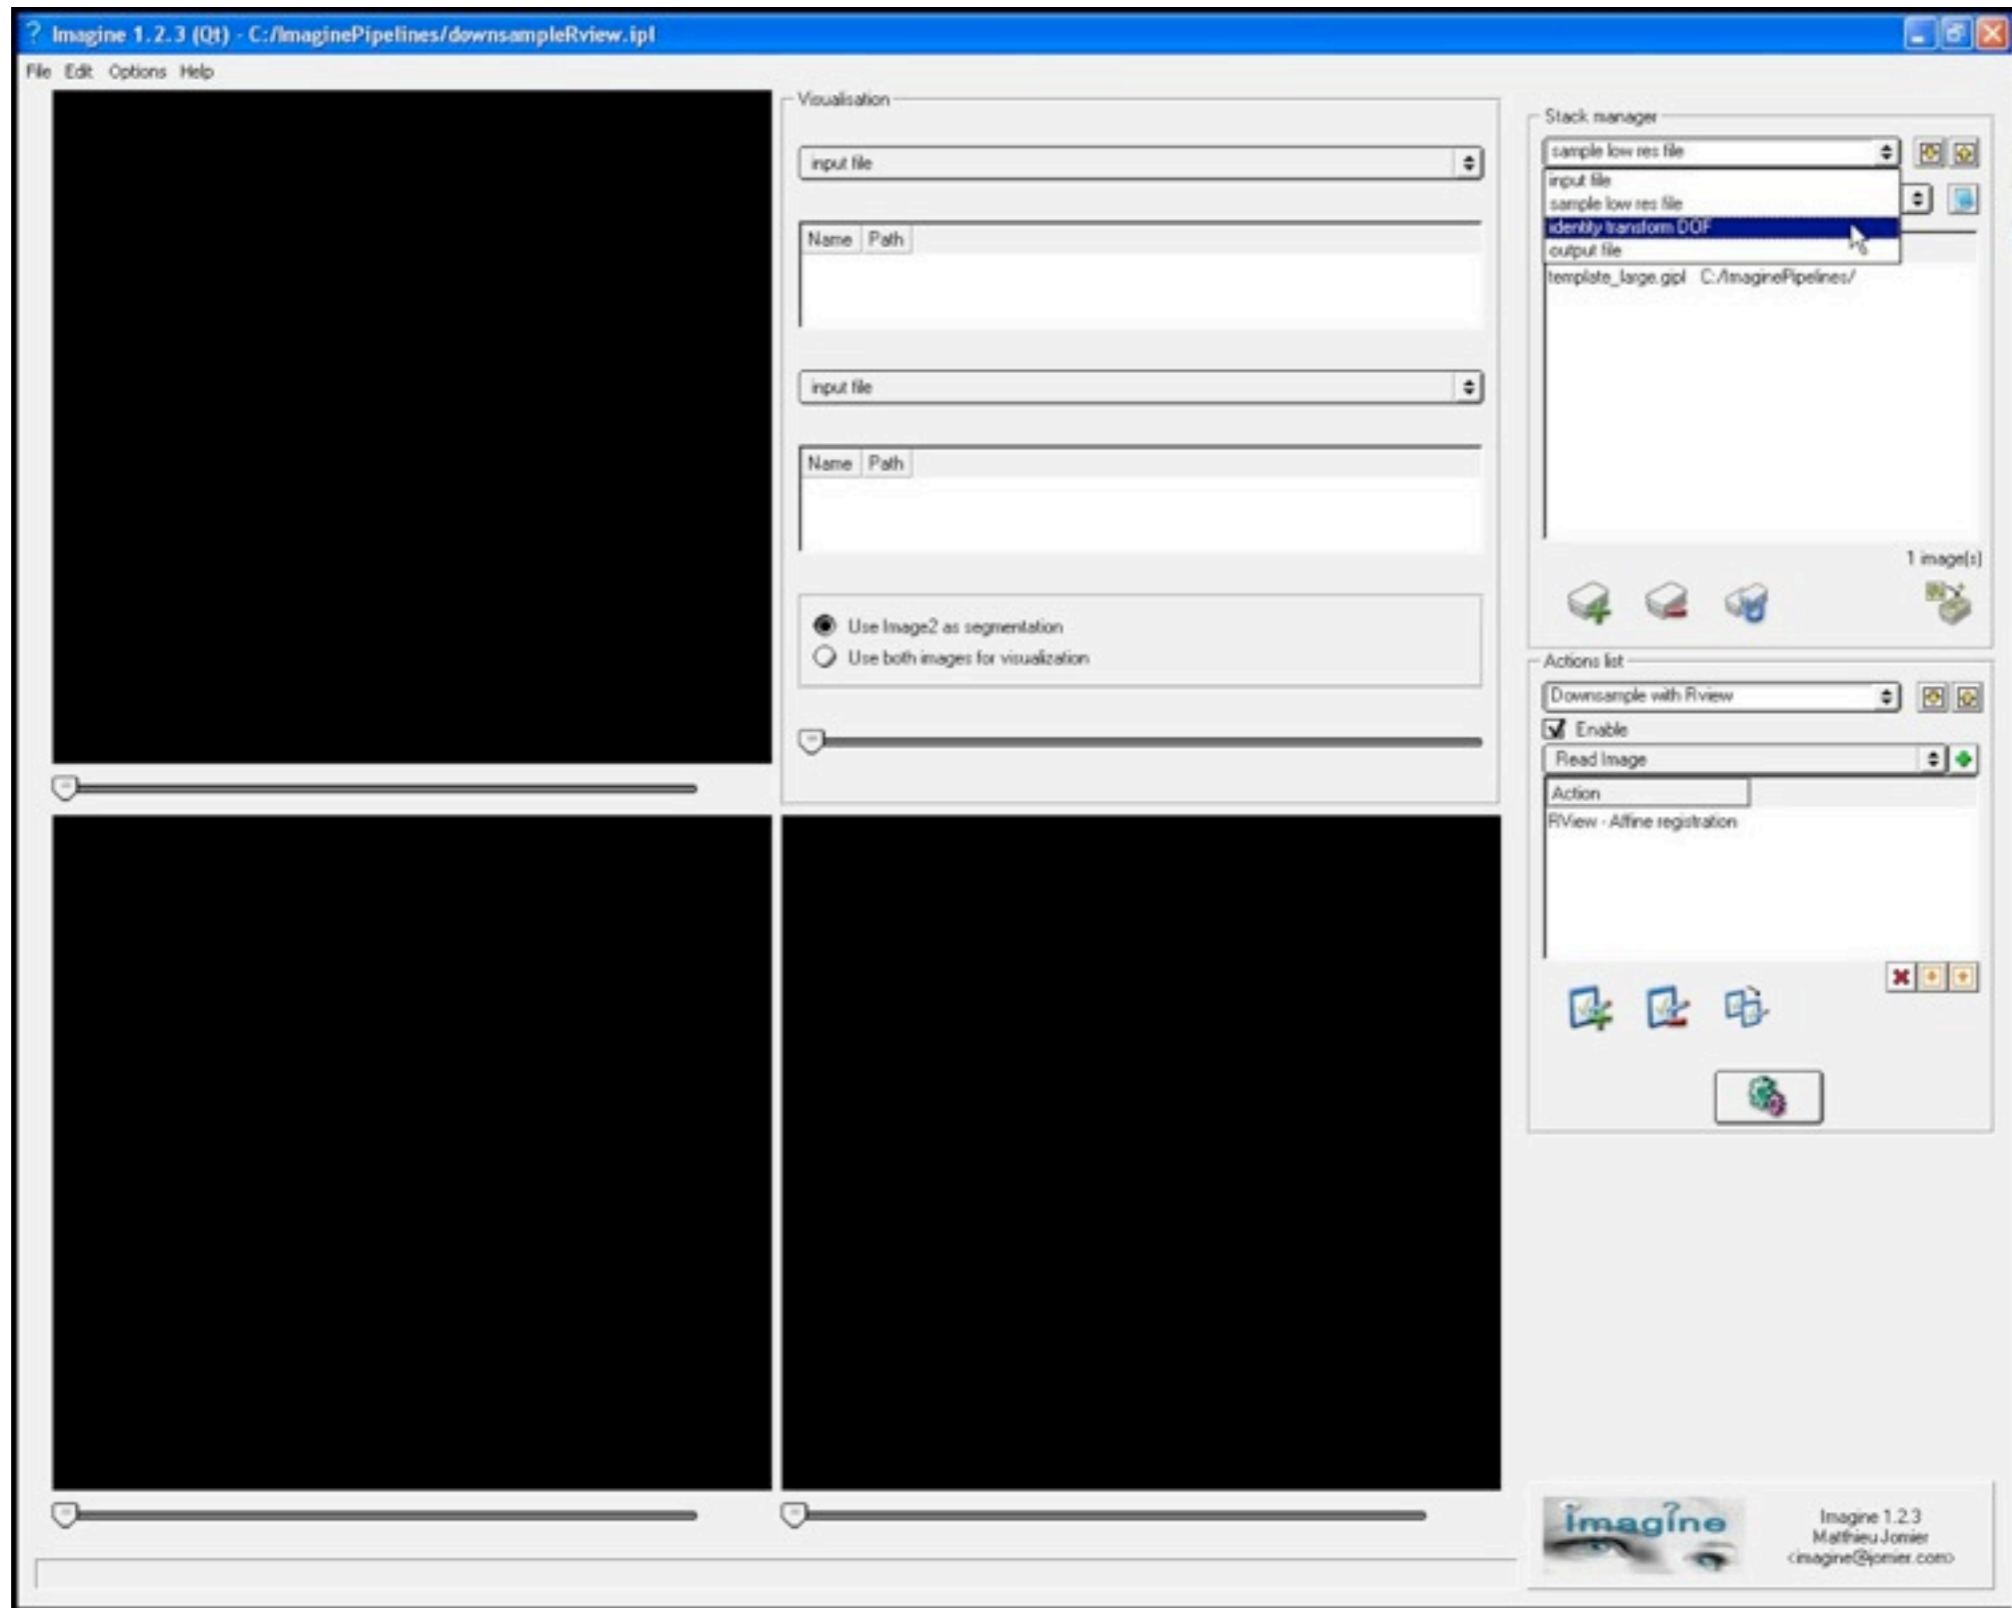 ? Imagine 1.2.3 (Qt) - C:/ImaginePipelines/downsampleRview.ipl
File Edit Options Help
Visualisation
input file
Name Path
input file
Name Path
Use Image2 as segmentation
Use both images for visualization
Stack manager
sample low res file
input file
sample low res file
identity transform DOF
output file
template_large.gipl C:/ImaginePipelines/
1 image(s)
Actions list
Downsample with Rview
Enable
Read Image
Action
RView - Affine registration
imagine
Imagine 1.2.3
Matthieu Jomier
<imagine@jomier.com>